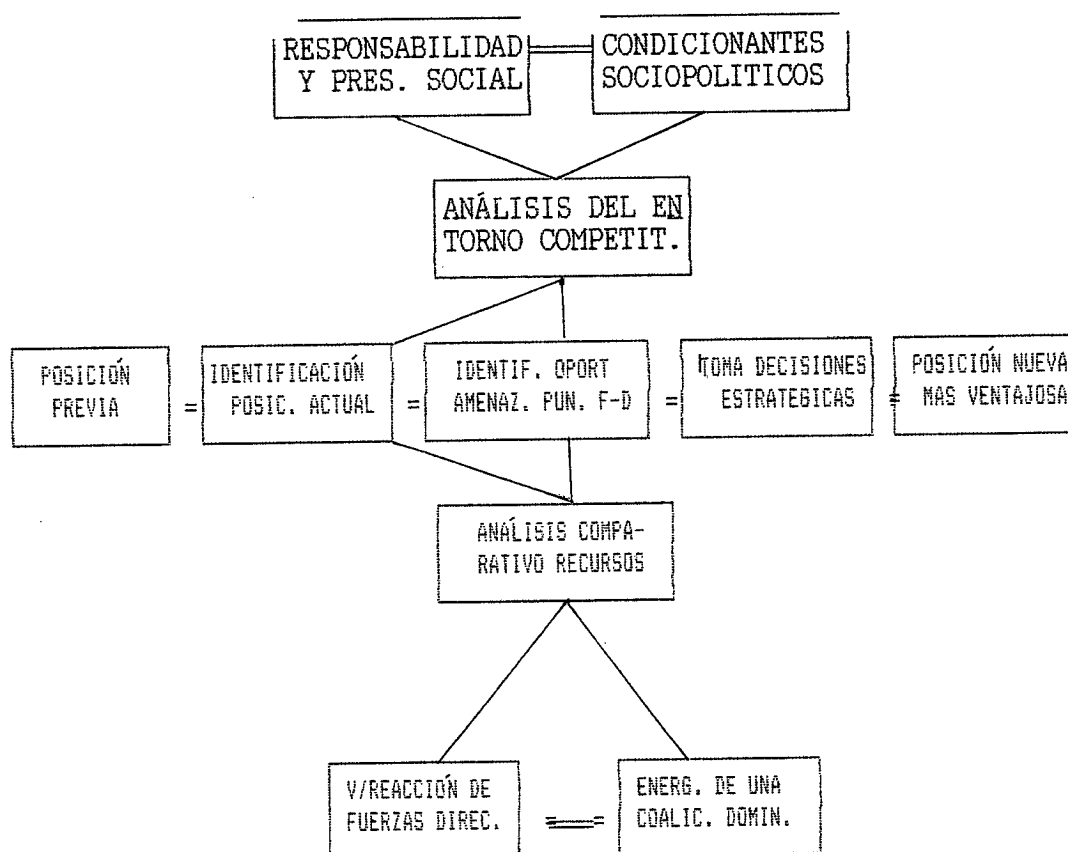 RESPONSABILIDAD
Y PRES. SOCIAL
CONDICIONANTES
SOCIOPOLITICOS
ANÁLISIS DEL EN
TORNO COMPETIT.
POSICIÓN
PREVIA
=
IDENTIFICACIÓN
POSIC. ACTUAL
=
IDENTIF. OPORT
AMENAZ. PUN. F-D
=
TOMA DECISIONES
ESTRATEGICAS
=
POSICIÓN NUEVA
MAS VENTAJOSA
ANÁLISIS COMPA-
RATIVO RECURSOS
V/REACCIÓN DE
FUERZAS DIREC.
ENERG. DE UNA
COALIC. DOMIN.